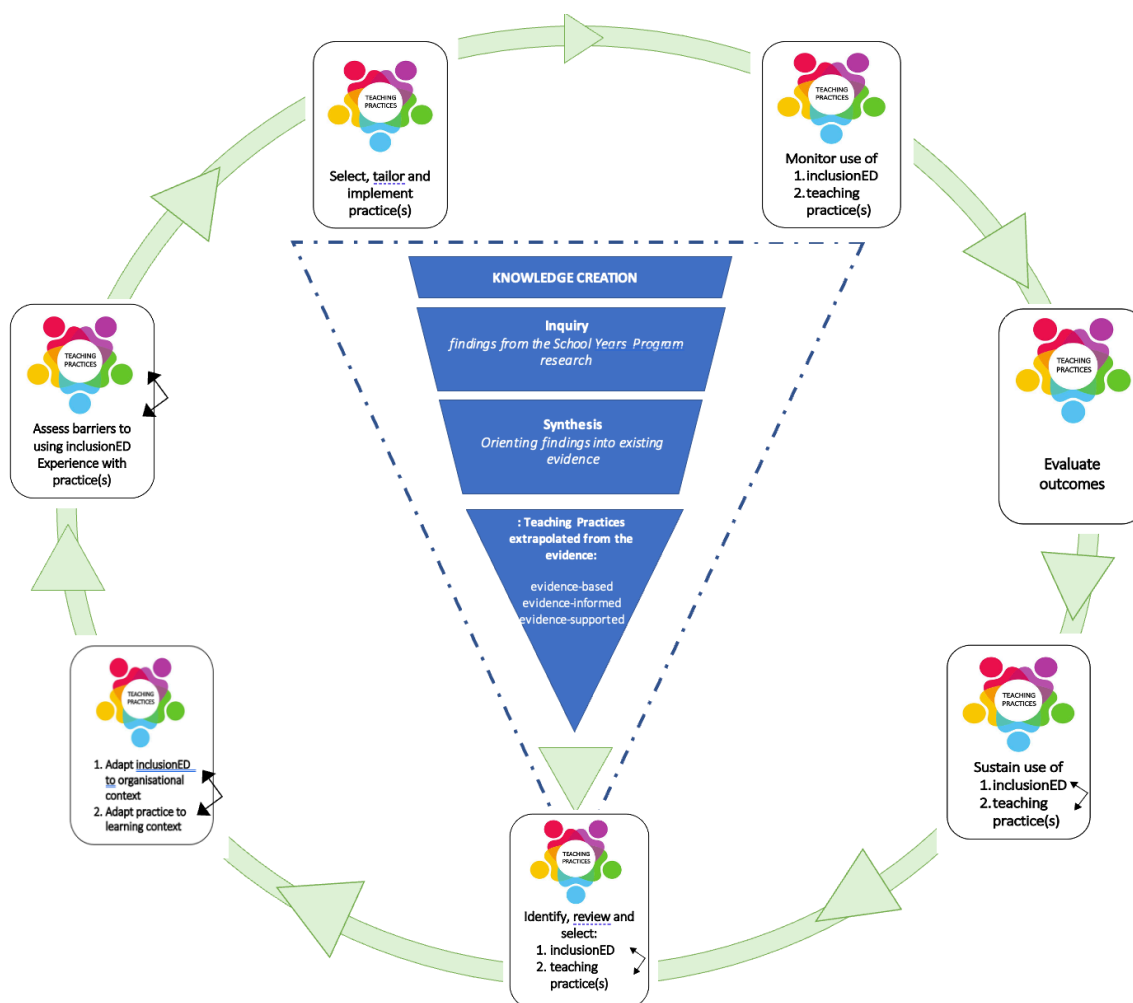 TEACHING
PRACTICES
Select, tailor and
implement
practice(s)
TEACHING
PRACTICES
Monitor use of
1.inclusionED
2.teaching
practice(s)
KNOWLEDGE CREATION
Inquiry
findings from the School Years Program
research
Synthesis
Orienting findings into existing
evidence
: Teaching Practices
extrapolated from the
evidence:
evidence-based
evidence-informed
evidence-supported
TEACHING
PRACTICES
Assess barriers to
using inclusionED
Experience with
practice(s)
TEACHING
PRACTICES
Evaluate
outcomes
TEACHING
PRACTICES
1. Adapt inclusionED
to organisational
context
2. Adapt practice to
learning context
TEACHING
PRACTICES
Sustain use of
1.inclusionED
2.teaching
practice(s)
TEACHING
PRACTICES
Identify, review and
select:
1. inclusionED
2. teaching
practice(s)